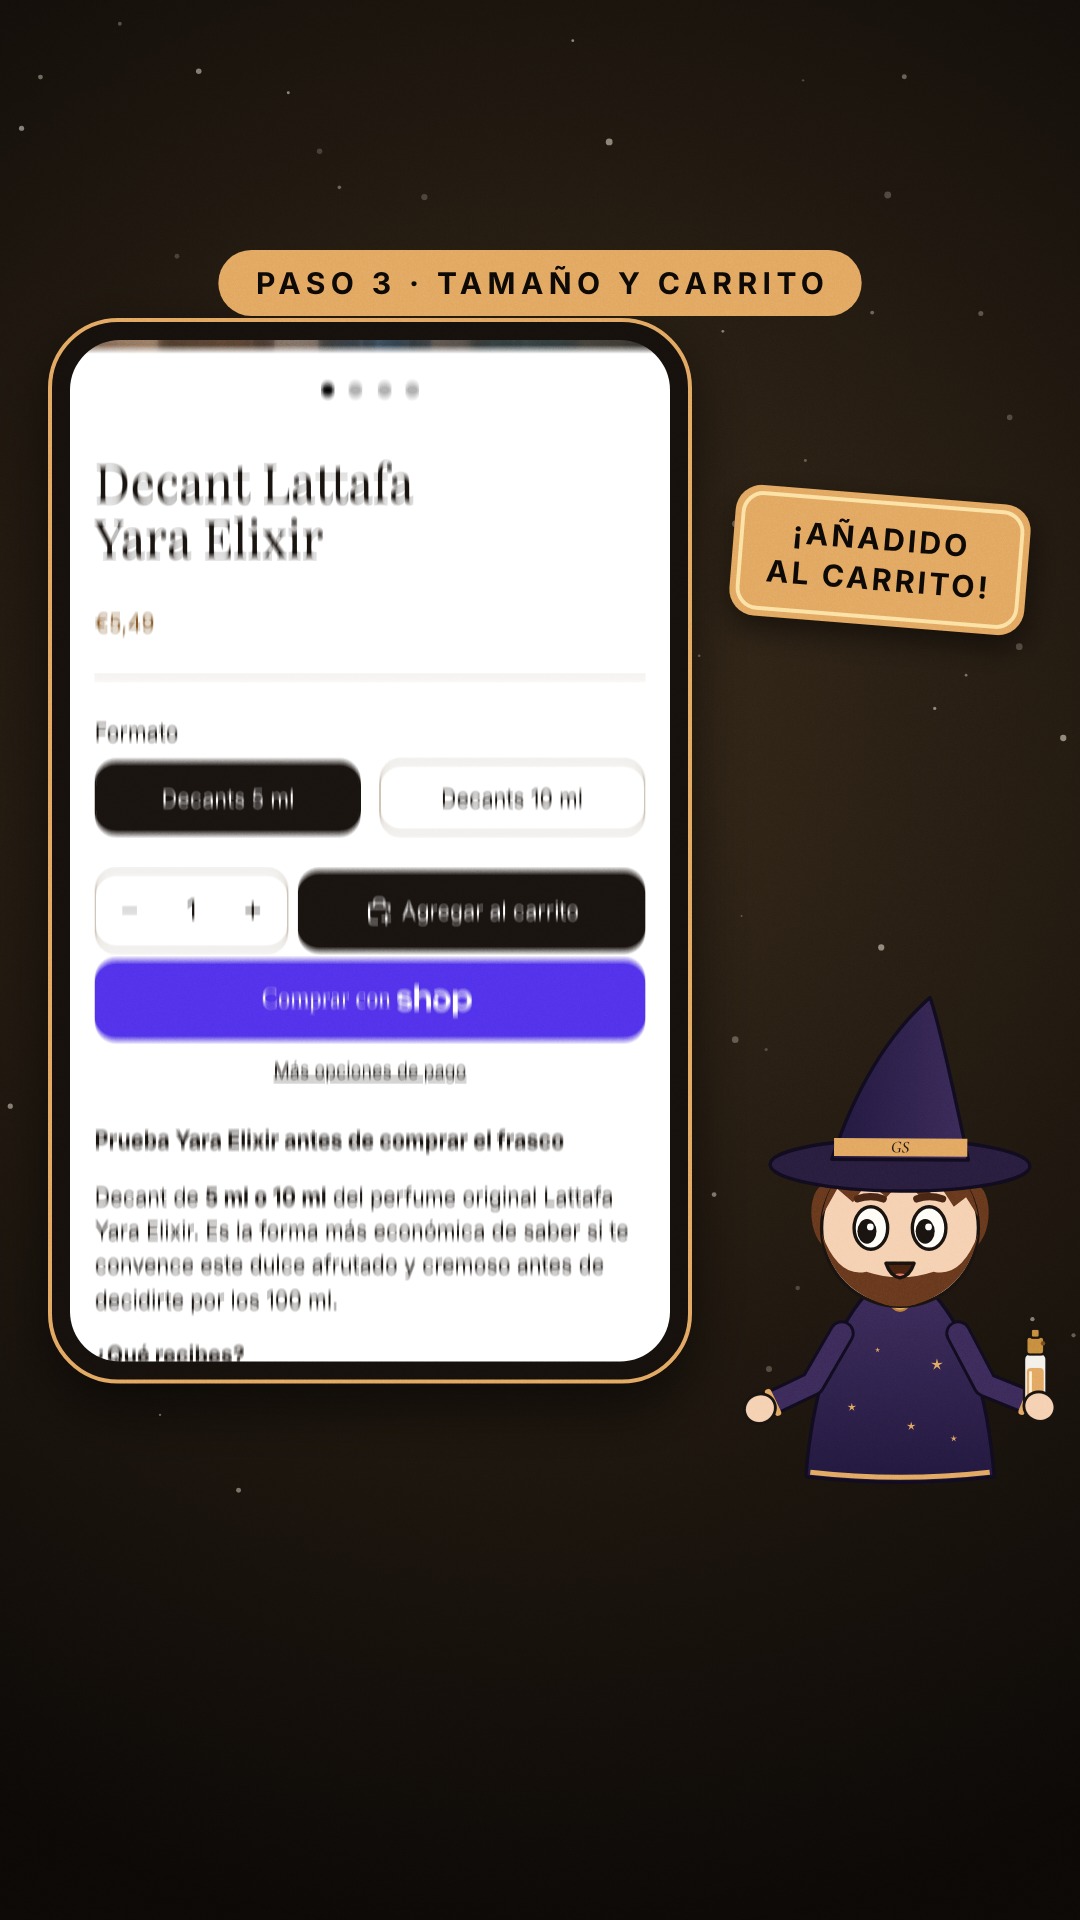 PASO 3 · TAMAÑO Y CARRITO
Decant Lattafa
Yara Elixir
€5,49
Formato
Decants 5 ml
Decants 10 ml
1
Agregar al carrito
Comprar con shop
Más opciones de pago
Prueba Yara Elixir antes de comprar el frasco
Decant de 5 ml o 10 ml del perfume original Lattafa
Yara Elixir. Es la forma más económica de saber si te
convence este dulce afrutado y cremoso antes de
decidirte por los 100 ml.
¿Qué recibes?
¡AÑADIDO
AL CARRITO!
GS